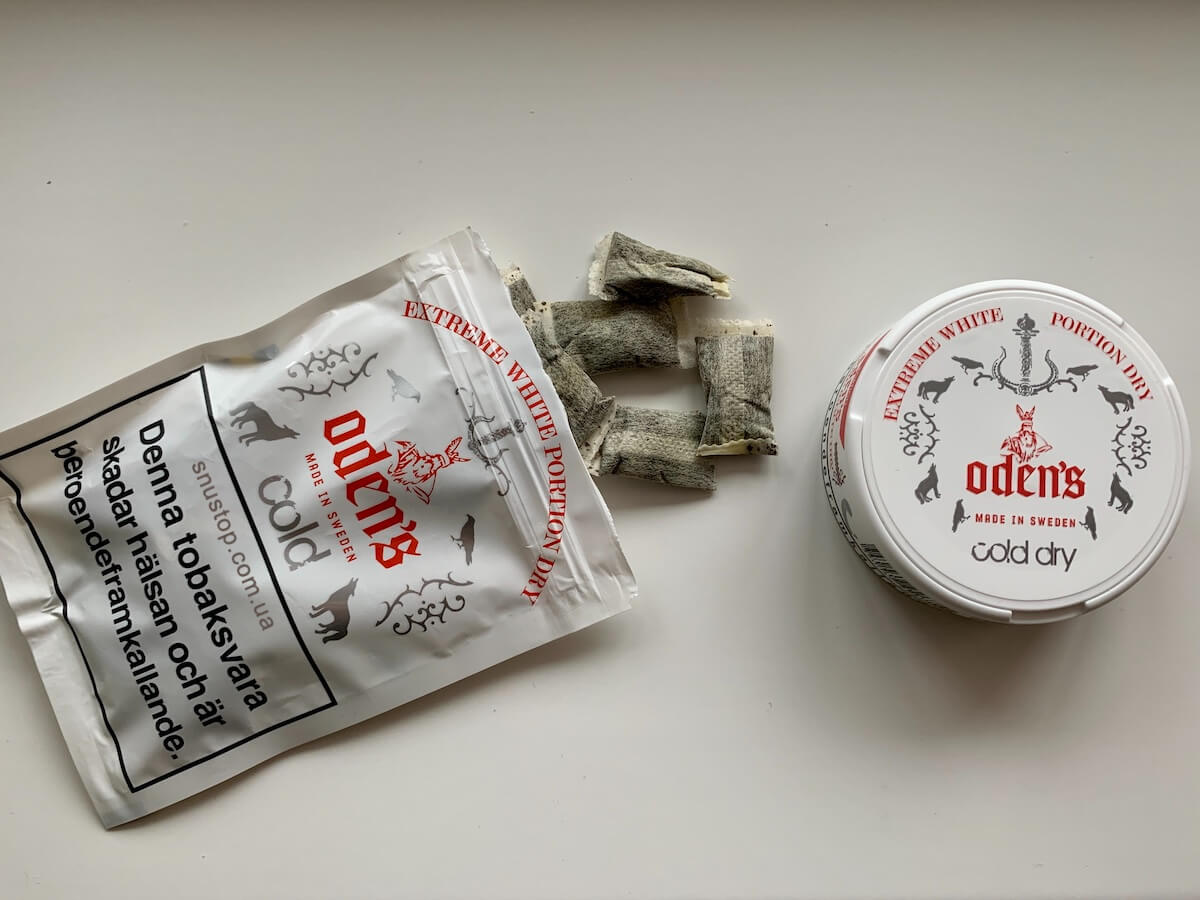 EXTREME WHITE PORTION DRY
oden's
MADE IN SWEDEN
cold
snustop.com.ua
Denna tobaksvara
skadar hälsan och är
beroendeframkallande.
EXTREME WHITE PORTION DRY
oden's
MADE IN SWEDEN
cold dry